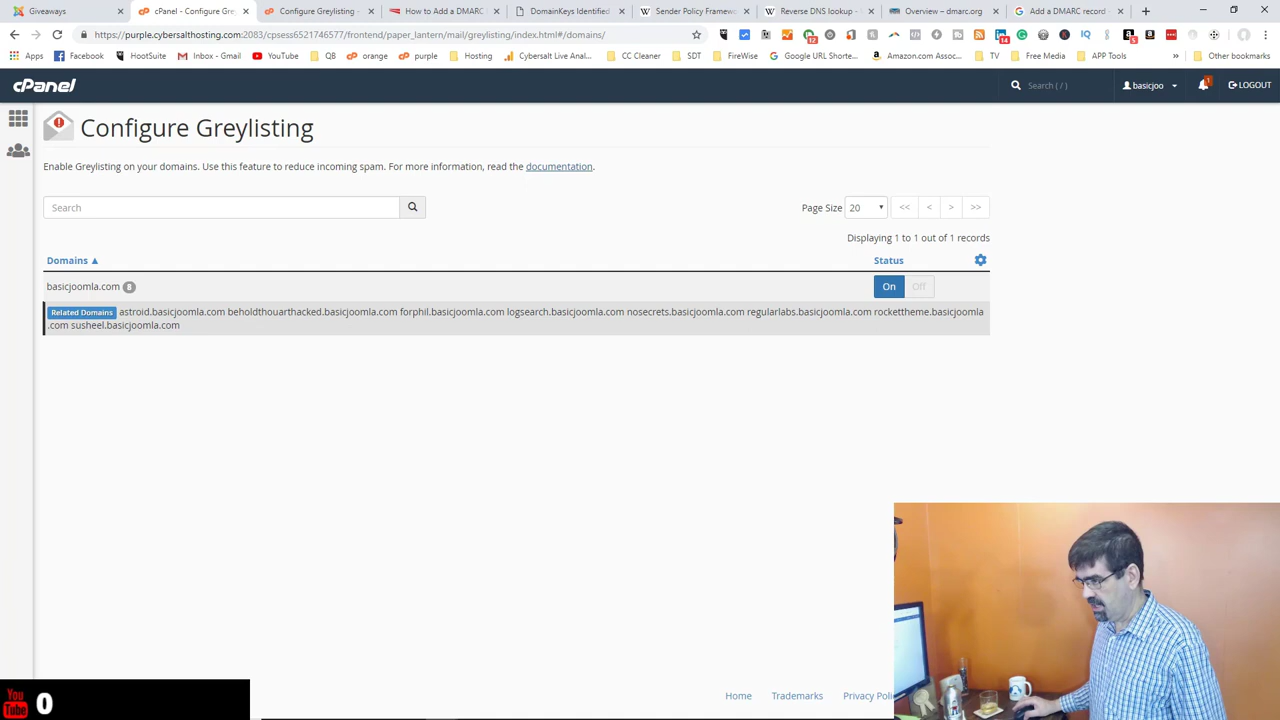 Giveaways
cPanel - Configure Grey
Configure Greylisting -
How to Add a DMARC
DomainKeys Identified
Sender Policy Framew
Reverse DNS lookup -
Overview – dmarc.org
Add a DMARC record -
https://purple.cybersalthosting.com:2083/cpsess6521746577/frontend/paper_lantern/mail/greylisting/index.html#/domains/
Apps
Facebook
HootSuite
Inbox - Gmail
YouTube
QB
orange
purple
Hosting
Cybersalt Live Anal...
CC Cleaner
SDT
FireWise
Google URL Shorte...
Amazon.com Assoc...
TV
Free Media
APP Tools
Other bookmarks
cPanel
Search ( / )
basicjoo
1
LOGOUT
Configure Greylisting
Enable Greylisting on your domains. Use this feature to reduce incoming spam. For more information, read the documentation.
Search
Page Size 20 << < > >>
Displaying 1 to 1 out of 1 records
Domains ▲ Status
basicjoomla.com 8 On Off
Related Domains astroid.basicjoomla.com beholdthouarthacked.basicjoomla.com forphil.basicjoomla.com logsearch.basicjoomla.com nosecrets.basicjoomla.com regularlabs.basicjoomla.com rockettheme.basicjoomla
.com susheel.basicjoomla.com
Home Trademarks Privacy Poli
You Tube 0